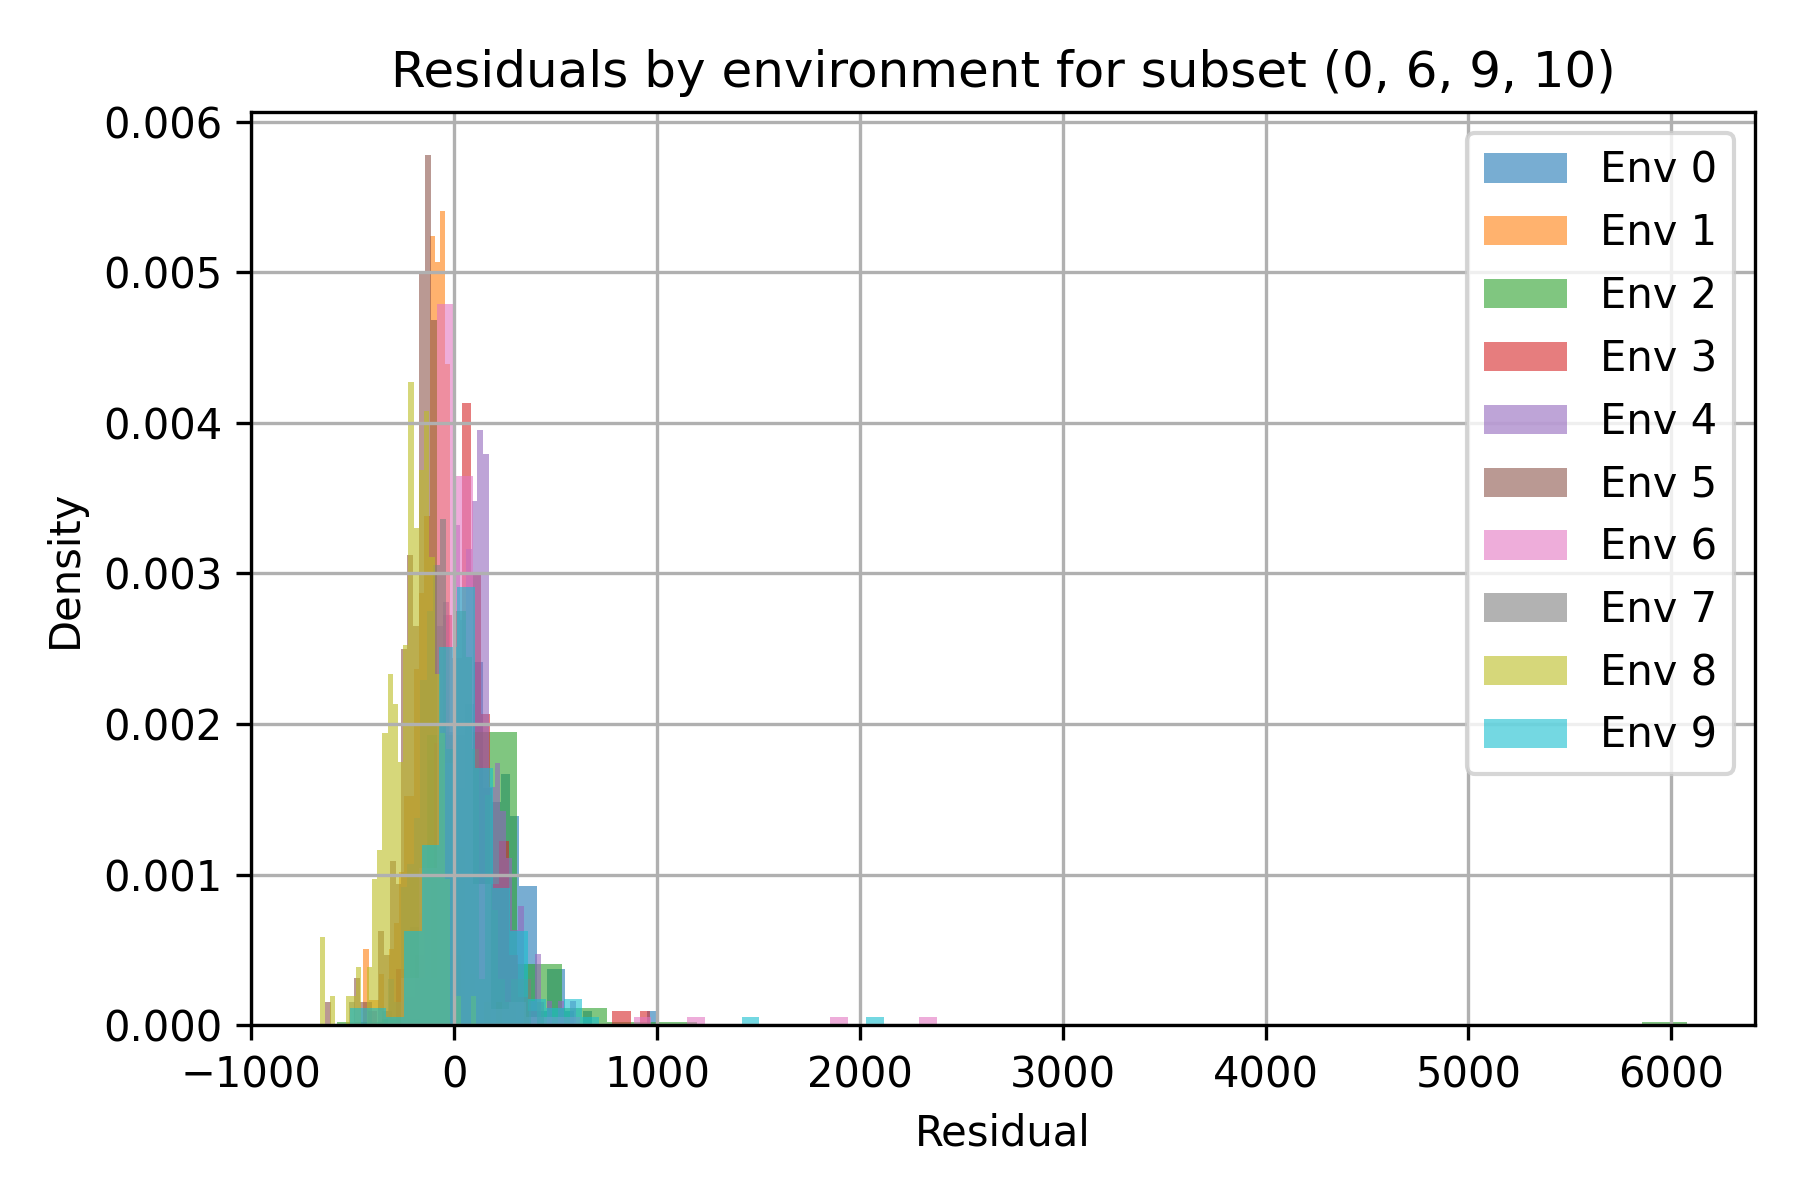 Residuals by environment for subset (0, 6, 9, 10)
0.006
0.005
0.004
0.003
0.002
0.001
0.000
Density
−1000
0
1000
2000
3000
4000
5000
6000
Residual
Env 0
Env 1
Env 2
Env 3
Env 4
Env 5
Env 6
Env 7
Env 8
Env 9